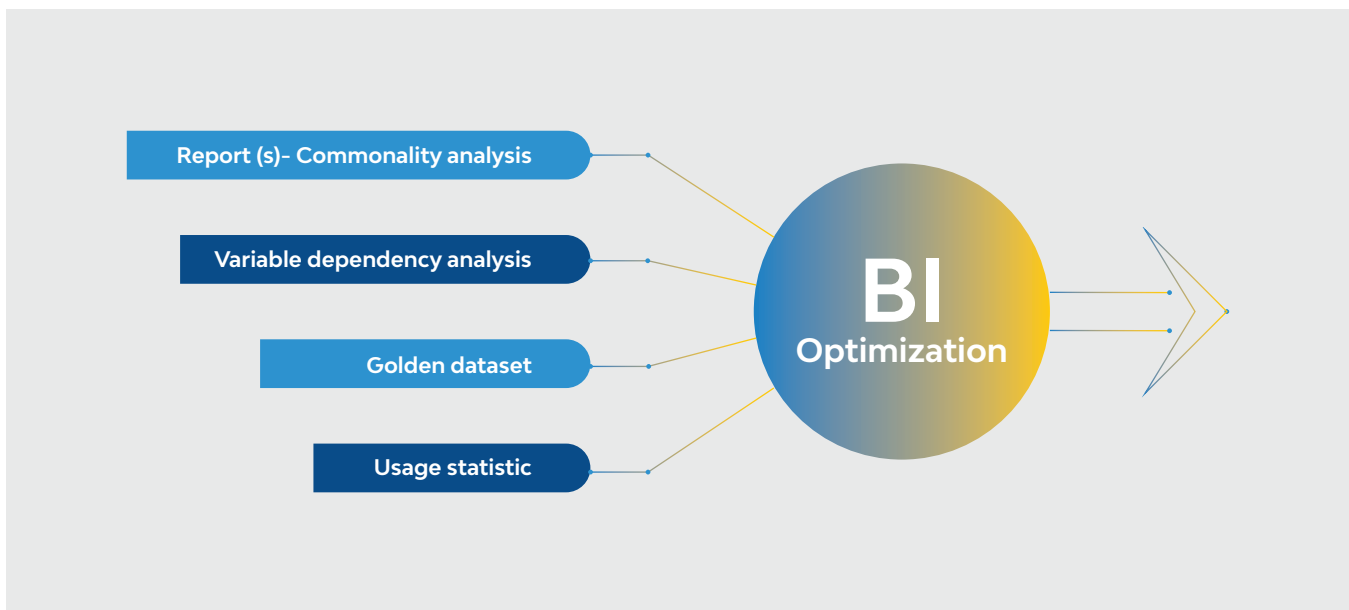 Report (s)- Commonality analysis
Variable dependency analysis
Golden dataset
Usage statistic
BI
Optimization